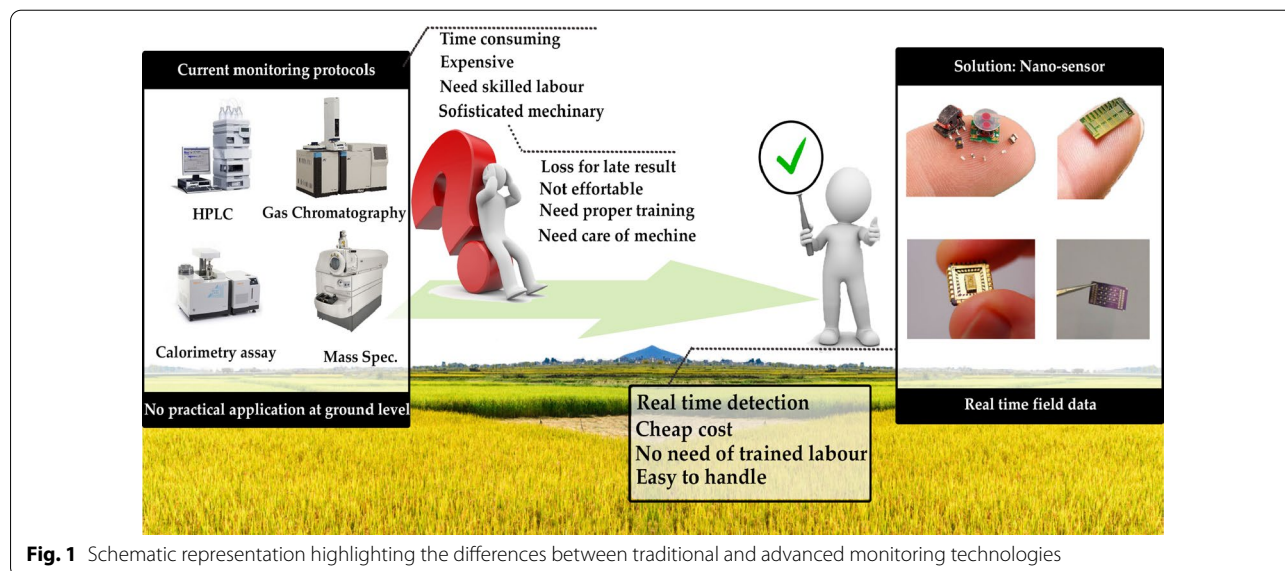 Current monitoring protocols
HPLC
Gas Chromatography
Calorimetry assay
Mass Spec.
No practical application at ground level
Time consuming
Expensive
Need skilled labour
Sofisticated mechinary
Loss for late result
Not effortable
Need proper training
Need care of mechine
Solution: Nano-sensor
Real time field data
Real time detection
Cheap cost
No need of trained labour
Easy to handle
Fig. 1 Schematic representation highlighting the differences between traditional and advanced monitoring technologies